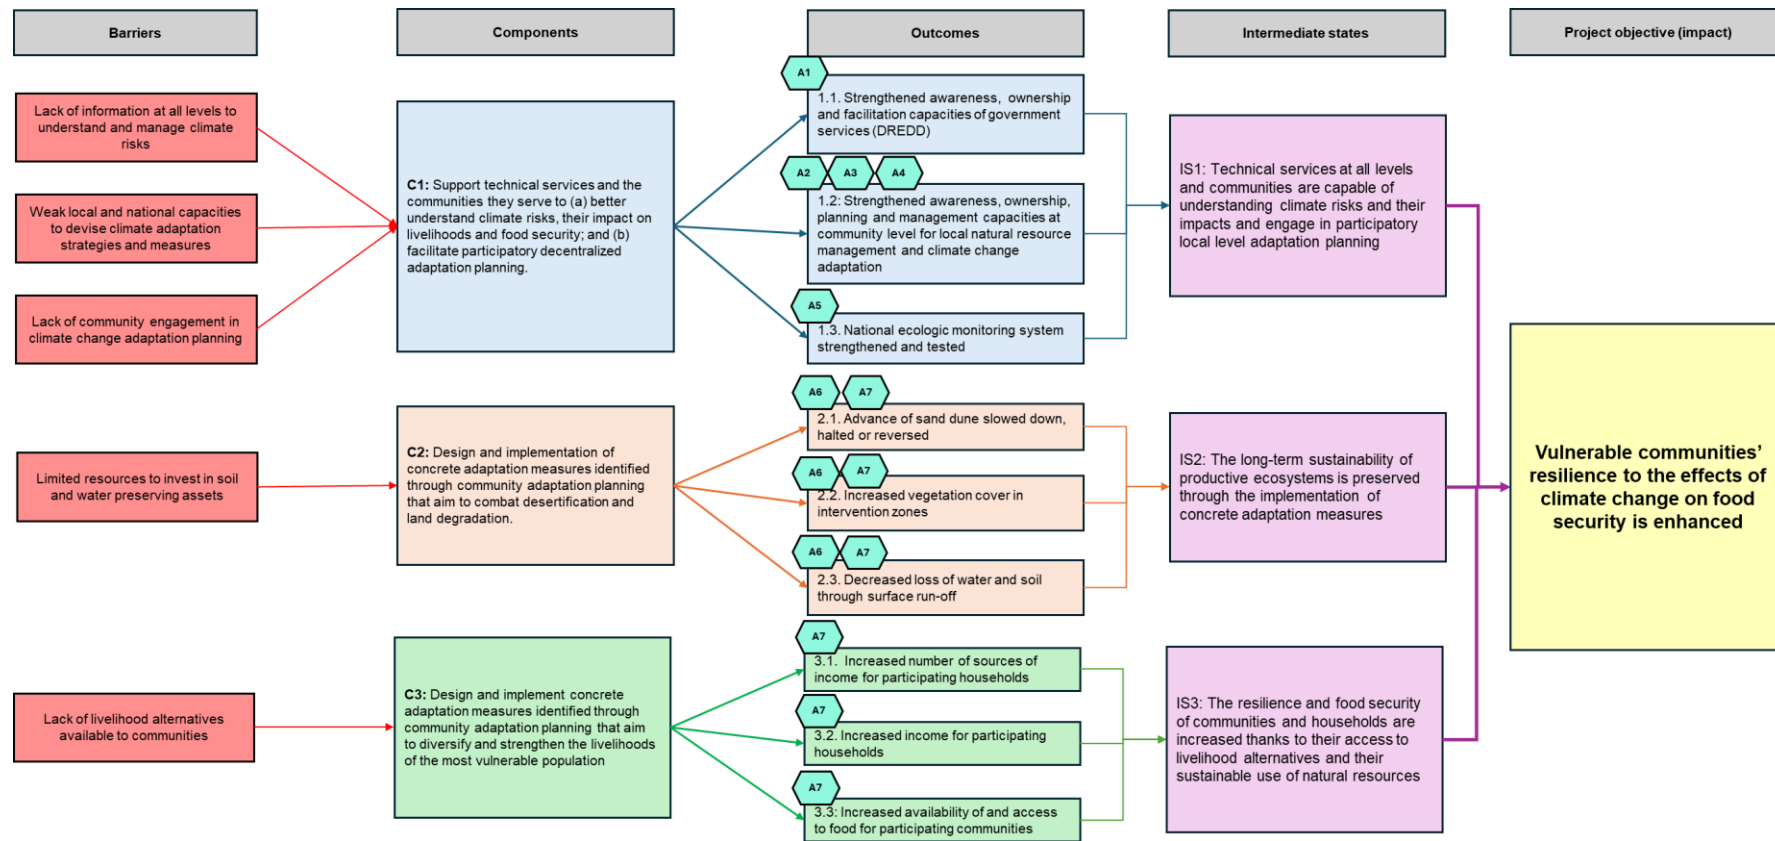 Barriers
Components
Outcomes
Intermediate states
Project objective (impact)
Lack of information at all levels to
understand and manage climate
risks
Weak local and national capacities
to devise climate adaptation
strategies and measures
Lack of community engagement in
climate change adaptation planning
C1: Support technical services and the
communities they serve to (a) better
understand climate risks, their impact on
livelihoods and food security; and (b)
facilitate participatory decentralized
adaptation planning.
A1
1.1. Strengthened awareness, ownership
and facilitation capacities of government
services (DREDD)
A2 A3 A4
1.2: Strengthened awareness, ownership,
planning and management capacities at
community level for local natural resource
management and climate change
adaptation
A5
1.3. National ecologic monitoring system
strengthened and tested
IS1: Technical services at all levels
and communities are capable of
understanding climate risks and their
impacts and engage in participatory
local level adaptation planning
Limited resources to invest in soil
and water preserving assets
C2: Design and implementation of
concrete adaptation measures identified
through community adaptation planning
that aim to combat desertification and
land degradation.
A6 A7
2.1. Advance of sand dune slowed down,
halted or reversed
A6 A7
2.2. Increased vegetation cover in
intervention zones
A6 A7
2.3. Decreased loss of water and soil
through surface run-off
IS2: The long-term sustainability of
productive ecosystems is preserved
through the implementation of
concrete adaptation measures
Vulnerable communities’
resilience to the effects of
climate change on food
security is enhanced
Lack of livelihood alternatives
available to communities
C3: Design and implement concrete
adaptation measures identified through
community adaptation planning that aim
to diversify and strengthen the livelihoods
of the most vulnerable population
A7
3.1. Increased number of sources of
income for participating households
A7
3.2. Increased income for participating
households
A7
3.3: Increased availability of and access
to food for participating communities
IS3: The resilience and food security
of communities and households are
increased thanks to their access to
livelihood alternatives and their
sustainable use of natural resources